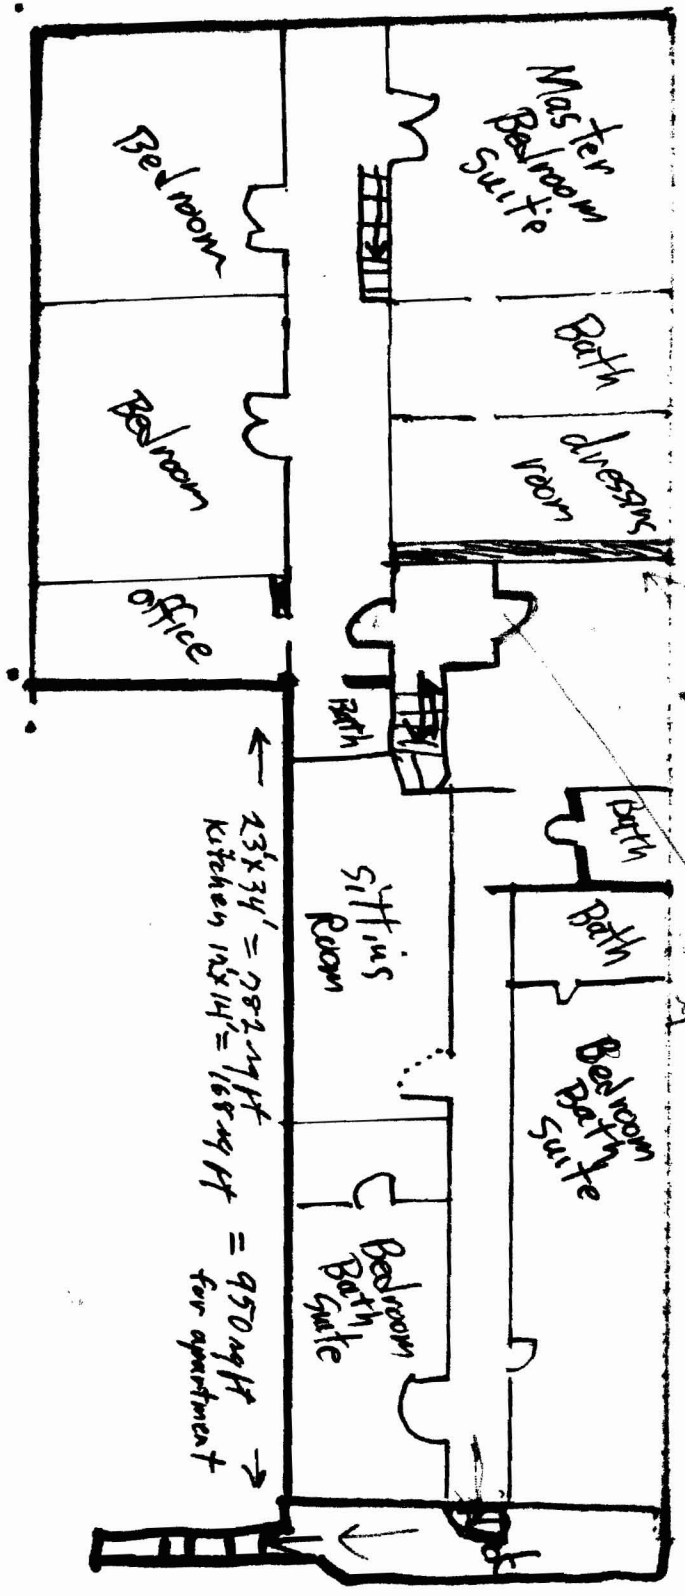 Master
Bedroom
Suite
Bedroom
Bath
dressing
room
Bedroom
office
Bath
Bath
Bath
Sitting
Room
Bedroom
Bath
Suite
Bedroom
Bath
Suite
← 23'x34' = 782 sq ft
kitchen 12'x14' = 168 sq ft = 950 sq ft →
for apartment